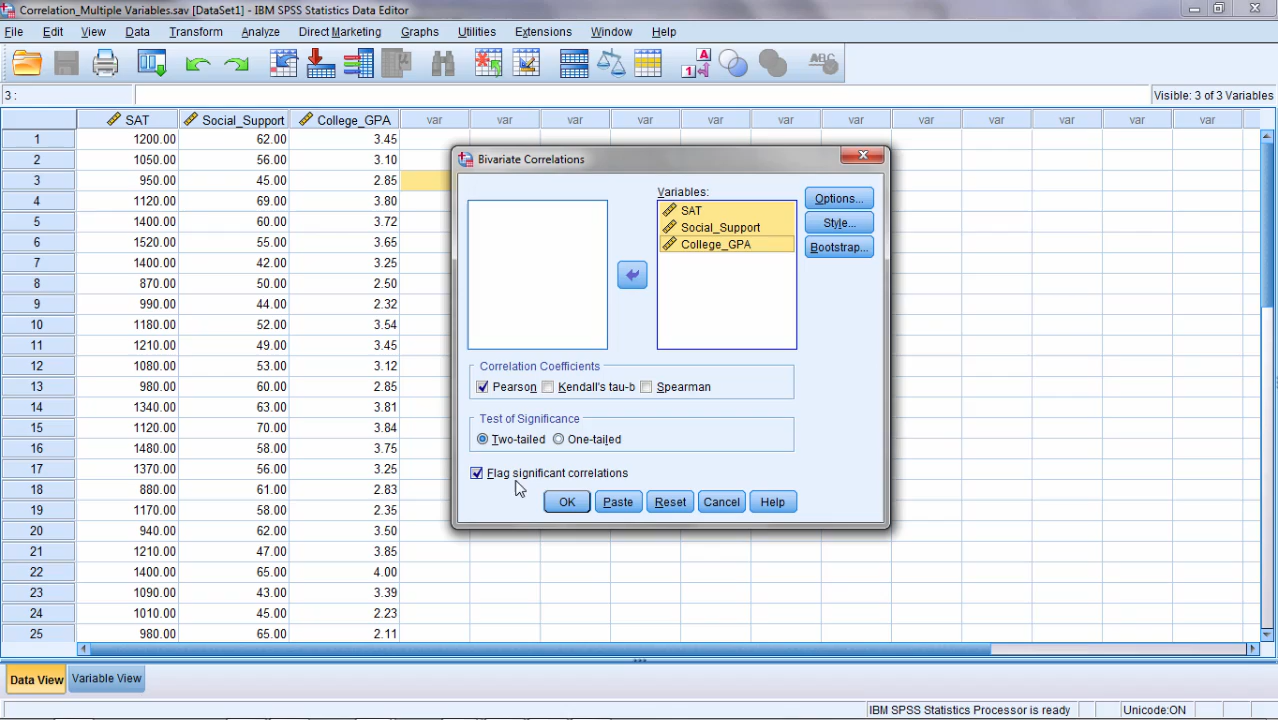 Correlation_Multiple Variables.sav [DataSet1] - IBM SPSS Statistics Data Editor
File Edit View Data Transform Analyze Direct Marketing Graphs Utilities Extensions Window Help
3 : Visible: 3 of 3 Variables
SAT Social_Support College_GPA var var var var var var var var var var var var
1 1200.00 62.00 3.45
2 1050.00 56.00 3.10
3 950.00 45.00 2.85
4 1120.00 69.00 3.80
5 1400.00 60.00 3.72
6 1520.00 55.00 3.65
7 1400.00 42.00 3.25
8 870.00 50.00 2.50
9 990.00 44.00 2.32
10 1180.00 52.00 3.54
11 1210.00 49.00 3.45
12 1080.00 53.00 3.12
13 980.00 60.00 2.85
14 1340.00 63.00 3.81
15 1120.00 70.00 3.84
16 1480.00 58.00 3.75
17 1370.00 56.00 3.25
18 880.00 61.00 2.83
19 1170.00 58.00 2.35
20 940.00 62.00 3.50
21 1210.00 47.00 3.85
22 1400.00 65.00 4.00
23 1090.00 43.00 3.39
24 1010.00 45.00 2.23
25 980.00 65.00 2.11
Bivariate Correlations
Variables:
SAT
Social_Support
College_GPA
Options...
Style...
Bootstrap...
Correlation Coefficients
Pearson Kendall's tau-b Spearman
Test of Significance
Two-tailed One-tailed
Flag significant correlations
OK Paste Reset Cancel Help
Data View Variable View
IBM SPSS Statistics Processor is ready Unicode:ON